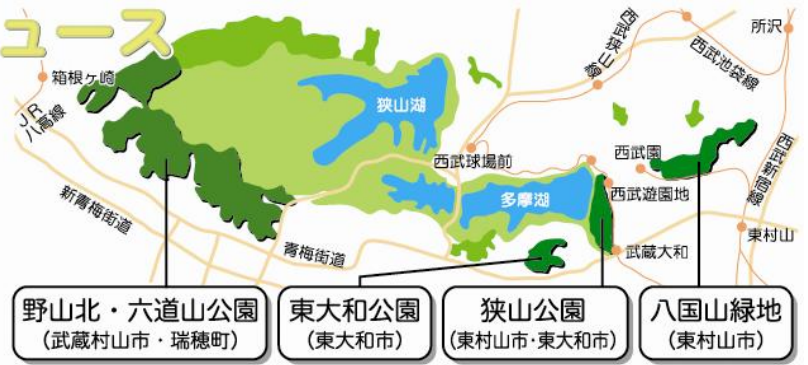 ュース
所沢
西武池袋線
西武狭山線
箱根ヶ崎
JR八高線
狭山湖
西武球場前
西武園
西武新宿線
西武遊園地
多摩湖
新青梅街道
青梅街道
武蔵大和
東村山
野山北・六道山公園
(武蔵村山市・瑞穂町)
東大和公園
(東大和市)
狭山公園
(東村山市・東大和市)
八国山緑地
(東村山市)